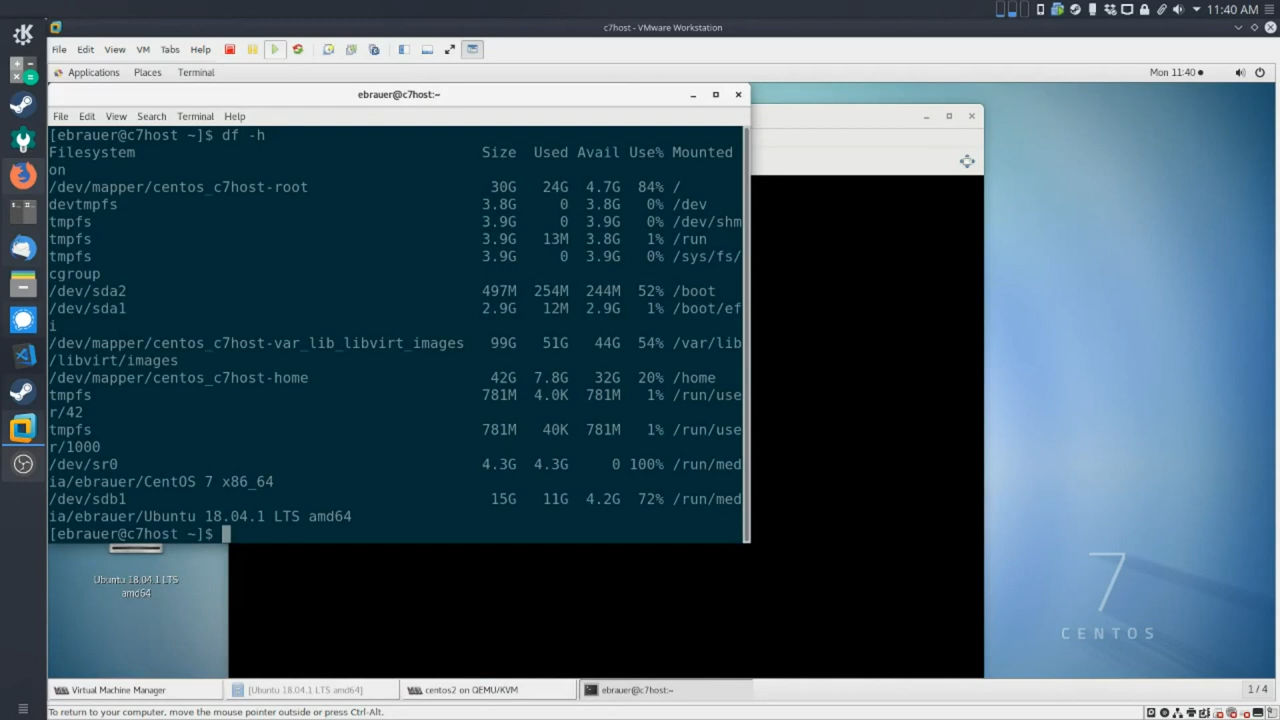 11:40 AM
c7host - VMware Workstation
File Edit View VM Tabs Help
Applications Places Terminal
Mon 11:40
ebrauer@c7host:~
File Edit View Search Terminal Help
[ebrauer@c7host ~]$ df -h
Filesystem Size Used Avail Use% Mounted
on
/dev/mapper/centos_c7host-root 30G 24G 4.7G 84% /
devtmpfs 3.8G 0 3.8G 0% /dev
tmpfs 3.9G 0 3.9G 0% /dev/shm
tmpfs 3.9G 13M 3.8G 1% /run
tmpfs 3.9G 0 3.9G 0% /sys/fs/
cgroup
/dev/sda2 497M 254M 244M 52% /boot
/dev/sda1 2.9G 12M 2.9G 1% /boot/ef
i
/dev/mapper/centos_c7host-var_lib_libvirt_images 99G 51G 44G 54% /var/lib
/libvirt/images
/dev/mapper/centos_c7host-home 42G 7.8G 32G 20% /home
tmpfs 781M 4.0K 781M 1% /run/use
r/42
tmpfs 781M 40K 781M 1% /run/use
r/1000
/dev/sr0 4.3G 4.3G 0 100% /run/med
ia/ebrauer/CentOS 7 x86_64
/dev/sdb1 15G 11G 4.2G 72% /run/med
ia/ebrauer/Ubuntu 18.04.1 LTS amd64
[ebrauer@c7host ~]$
Ubuntu 18.04.1 LTS
amd64
7
CENTOS
Virtual Machine Manager
[Ubuntu 18.04.1 LTS amd64]
centos2 on QEMU/KVM
ebrauer@c7host:~
1 / 4
To return to your computer, move the mouse pointer outside or press Ctrl-Alt.